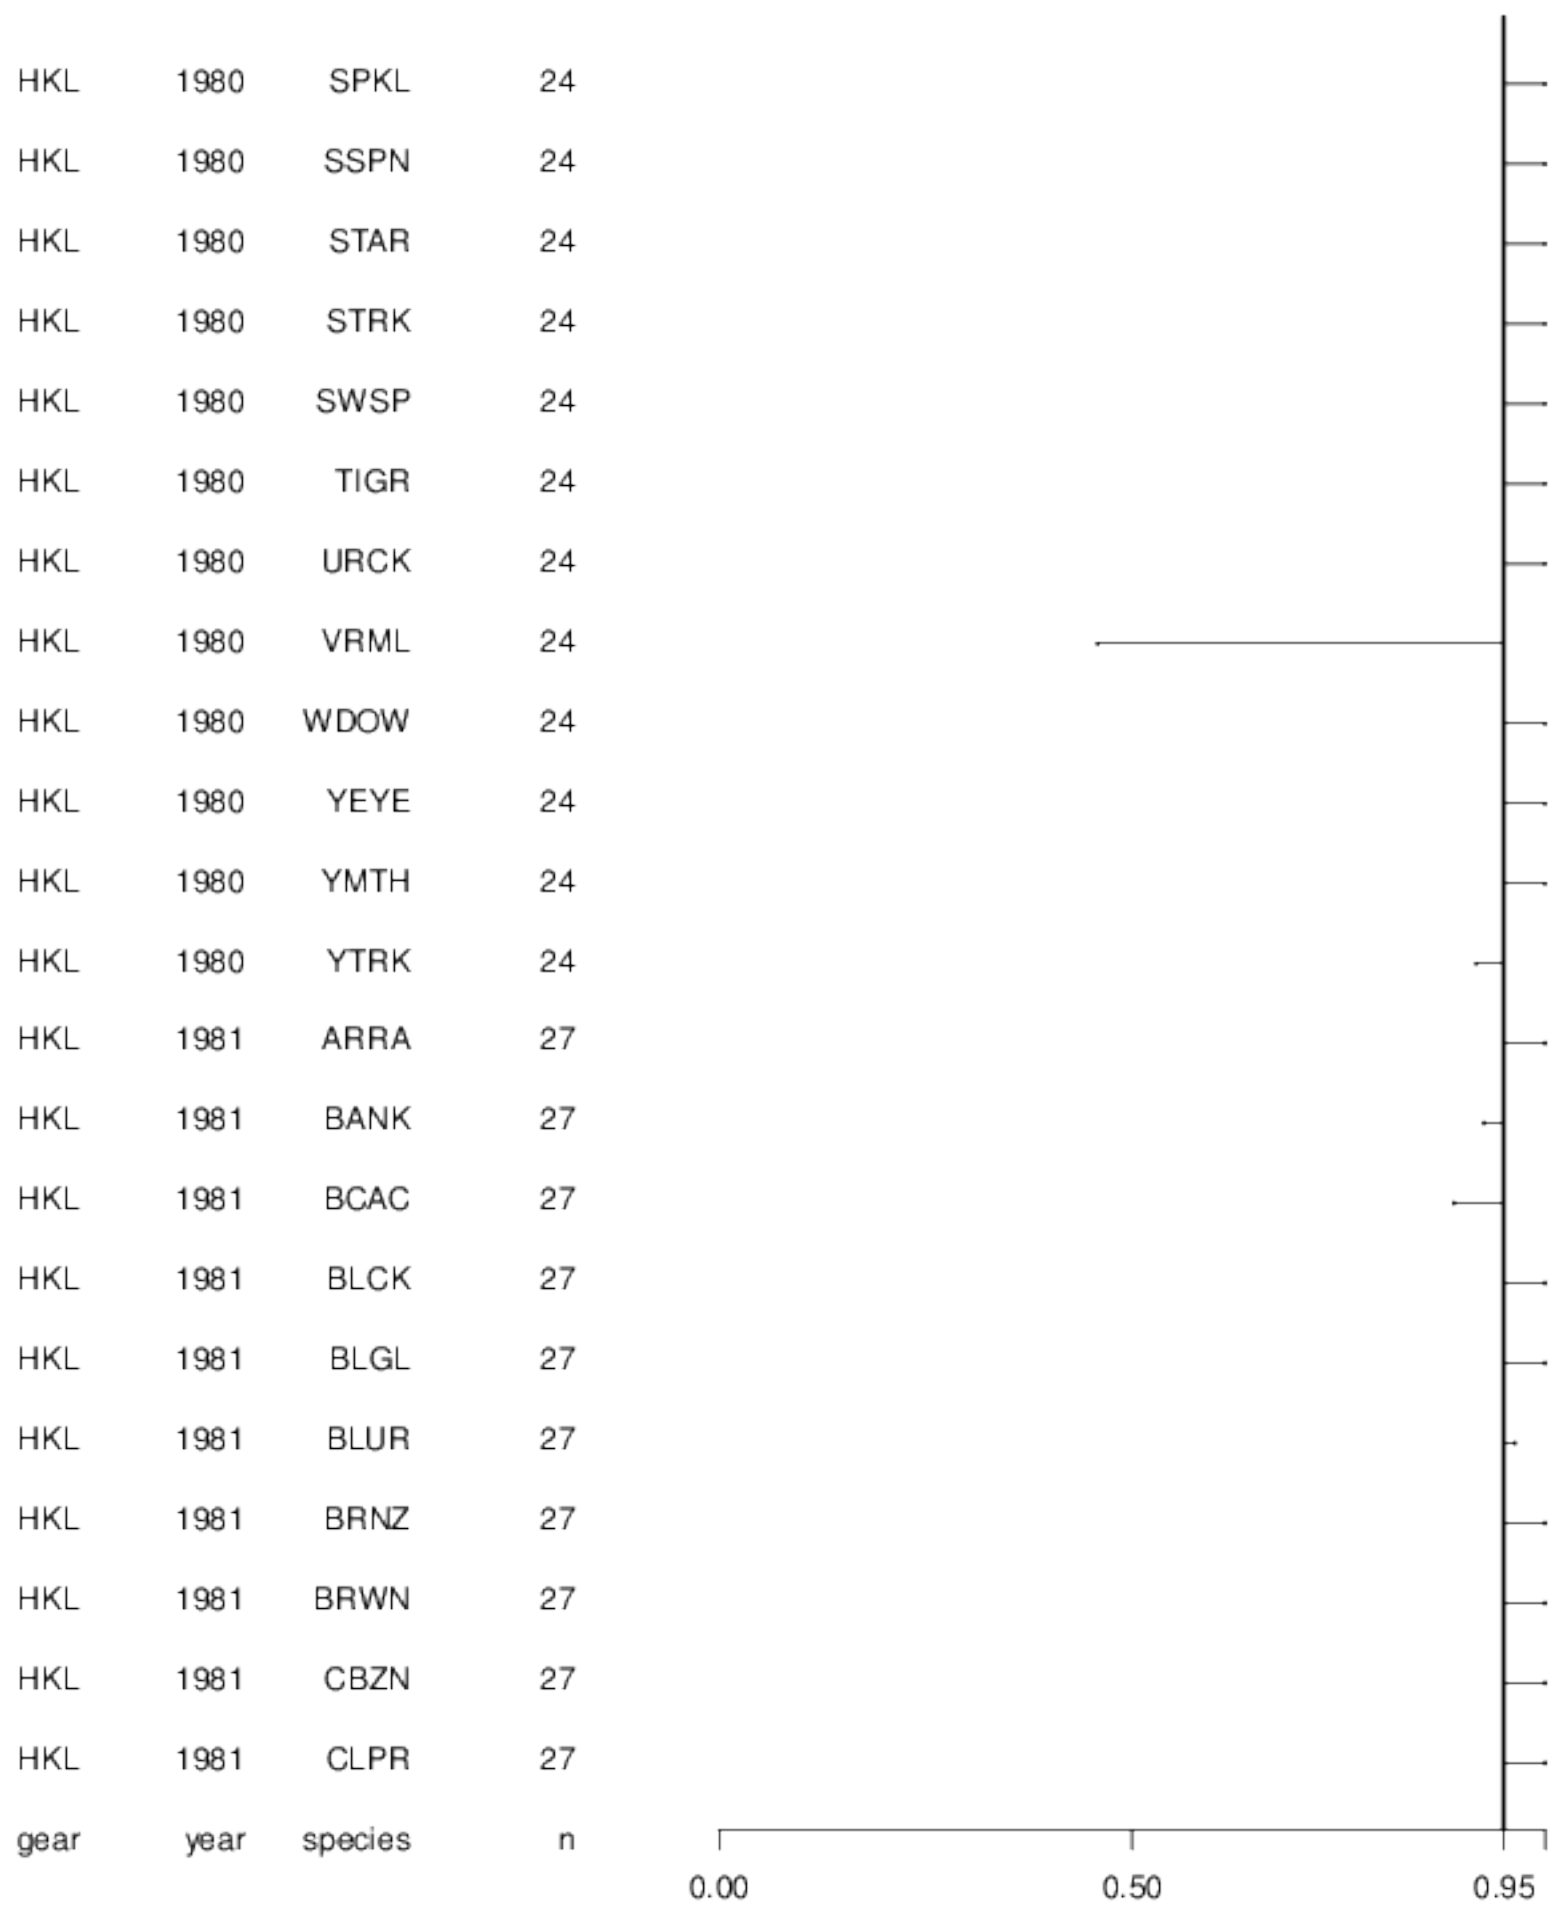 HKL 1980 SPKL 24
HKL 1980 SSPN 24
HKL 1980 STAR 24
HKL 1980 STRK 24
HKL 1980 SWSP 24
HKL 1980 TIGR 24
HKL 1980 URCK 24
HKL 1980 VRML 24
HKL 1980 WDOW 24
HKL 1980 YEYE 24
HKL 1980 YMTH 24
HKL 1980 YTRK 24
HKL 1981 ARRA 27
HKL 1981 BANK 27
HKL 1981 BCAC 27
HKL 1981 BLCK 27
HKL 1981 BLGL 27
HKL 1981 BLUR 27
HKL 1981 BRNZ 27
HKL 1981 BRWN 27
HKL 1981 CBZN 27
HKL 1981 CLPR 27
gear year species n
0.00 0.50 0.95